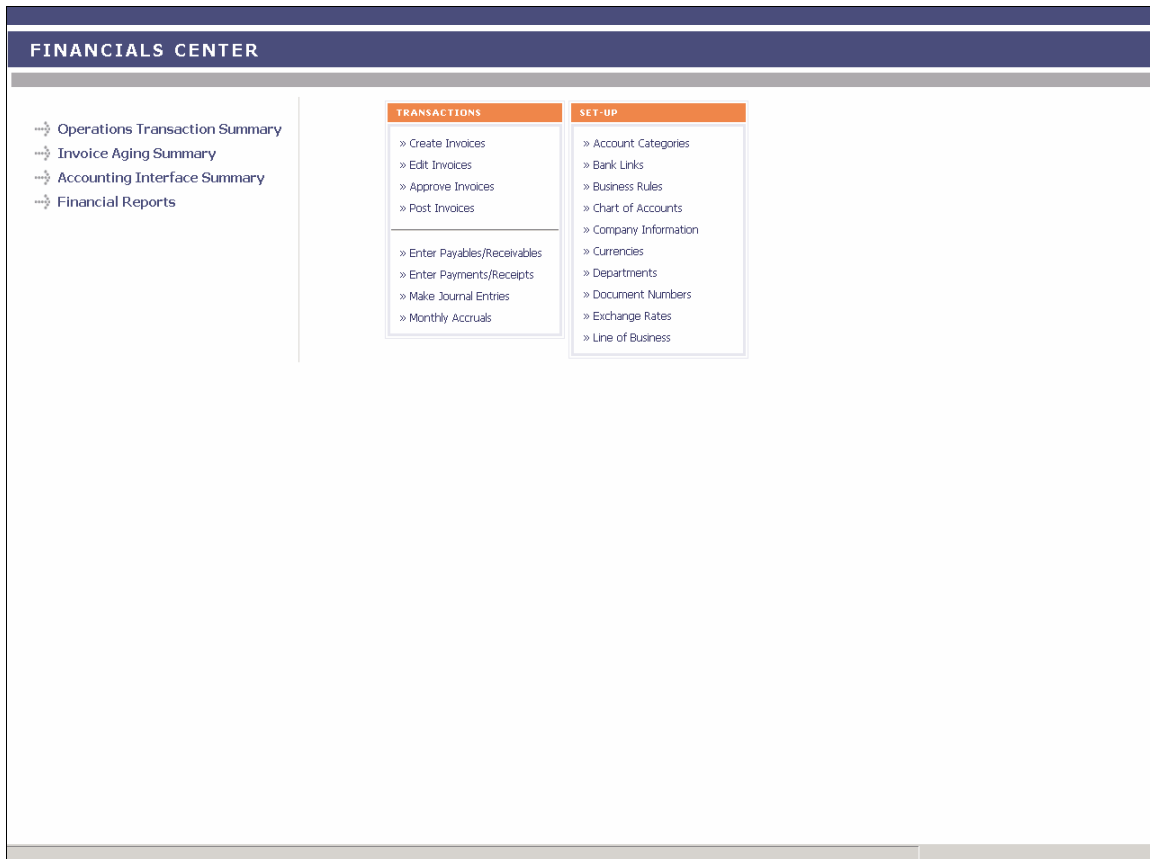 FINANCIALS CENTER
Operations Transaction Summary
Invoice Aging Summary
Accounting Interface Summary
Financial Reports
TRANSACTIONS
» Create Invoices
» Edit Invoices
» Approve Invoices
» Post Invoices
» Enter Payables/Receivables
» Enter Payments/Receipts
» Make Journal Entries
» Monthly Accruals
SET-UP
» Account Categories
» Bank Links
» Business Rules
» Chart of Accounts
» Company Information
» Currencies
» Departments
» Document Numbers
» Exchange Rates
» Line of Business